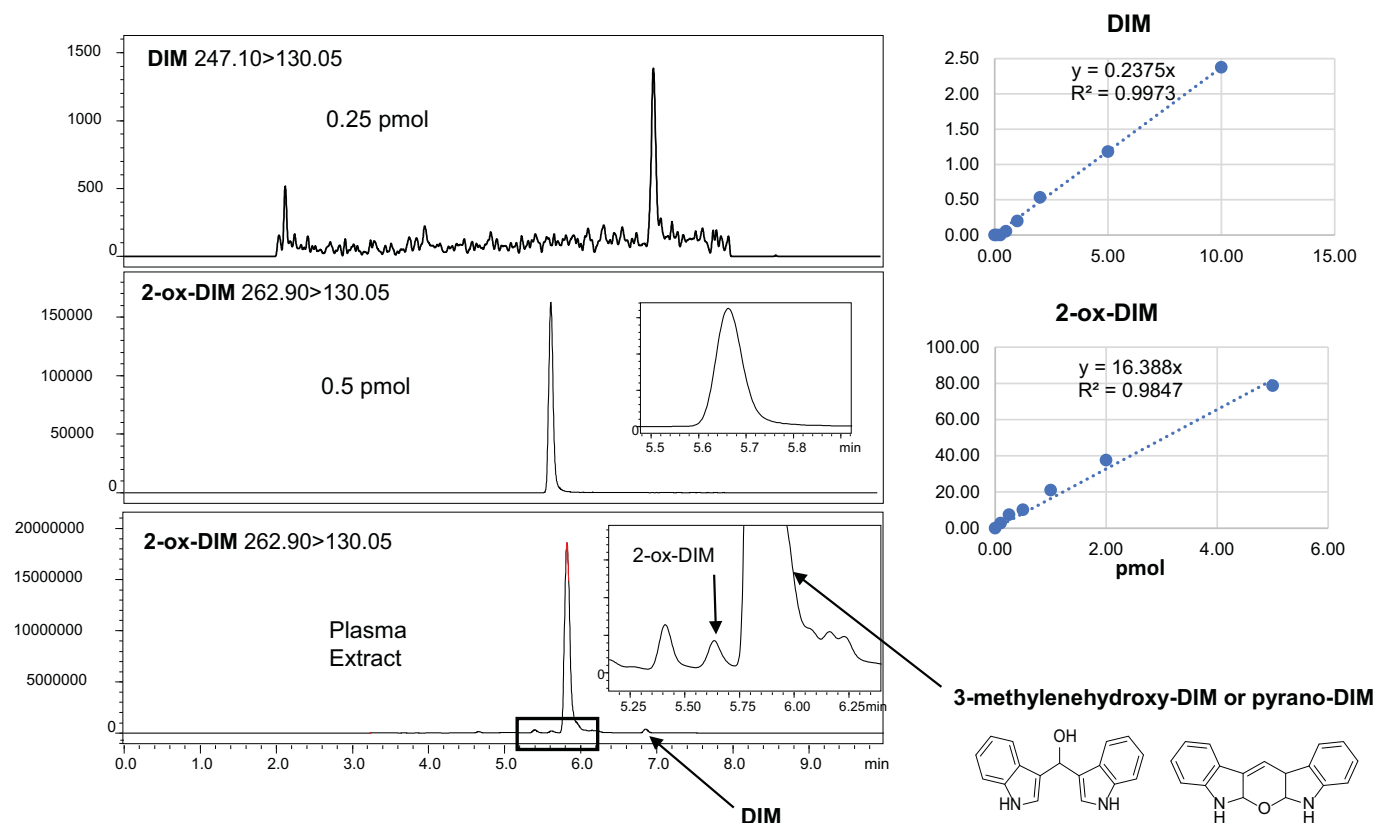 DIM 247.10>130.05
0.25 pmol
1500
1000
500
0
2-ox-DIM 262.90>130.05
0.5 pmol
150000
100000
50000
0
0
5.5 5.6 5.7 5.8 min
2-ox-DIM 262.90>130.05
Plasma
Extract
20000000
15000000
10000000
5000000
0
2-ox-DIM
0
5.25 5.50 5.75 6.00 6.25min
0.0 1.0 2.0 3.0 4.0 5.0 6.0 7.0 8.0 9.0 min
DIM
DIM
y = 0.2375x
R² = 0.9973
2.50
2.00
1.50
1.00
0.50
0.00
0.00 5.00 10.00 15.00
2-ox-DIM
y = 16.388x
R² = 0.9847
100.00
80.00
60.00
40.00
20.00
0.00
0.00 2.00 4.00 6.00
pmol
3-methylenehydroxy-DIM or pyrano-DIM
OH
HN NH
N O N
H H